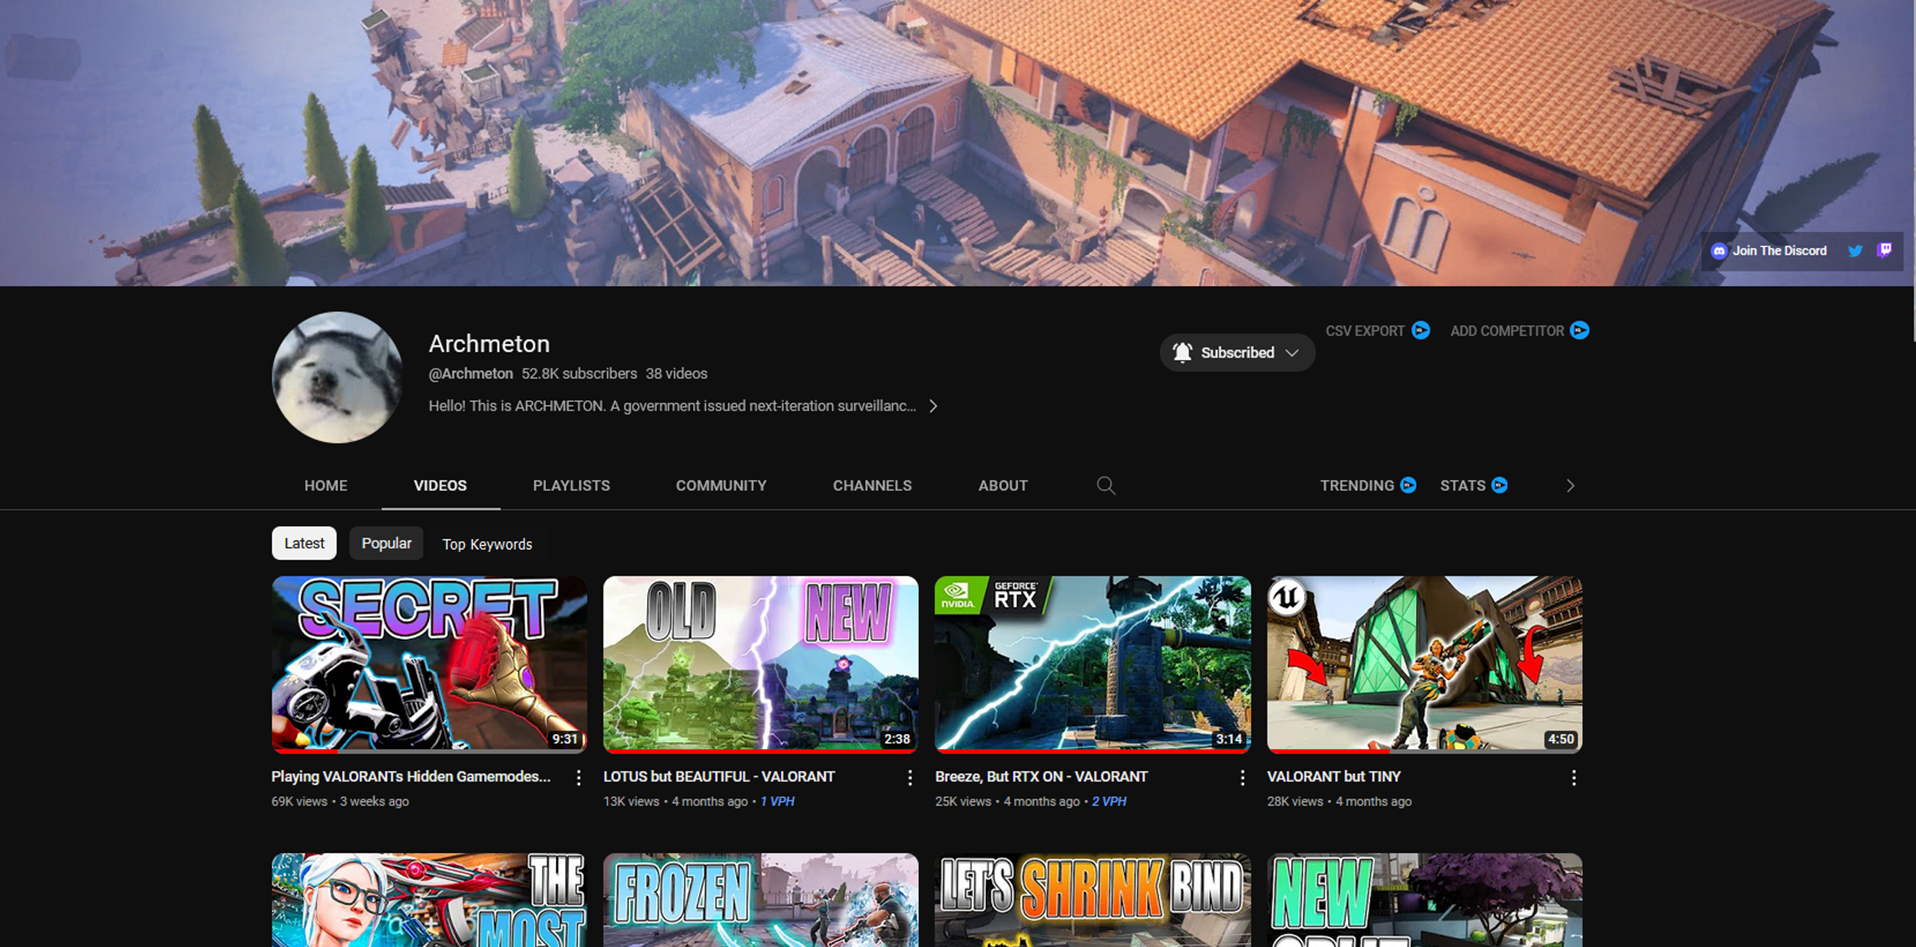 Join The Discord
Archmeton
@Archmeton 52.8K subscribers 38 videos
Hello! This is ARCHMETON. A government issued next-iteration surveillanc...
Subscribed
CSV EXPORT
ADD COMPETITOR
HOME VIDEOS PLAYLISTS COMMUNITY CHANNELS ABOUT TRENDING STATS
Latest Popular Top Keywords
SECRET
9:31
OLD NEW
2:38
NVIDIA. GEFORCE RTX
3:14
4:50
Playing VALORANTs Hidden Gamemodes...
69K views • 3 weeks ago
LOTUS but BEAUTIFUL - VALORANT
13K views • 4 months ago • 1 VPH
Breeze, But RTX ON - VALORANT
25K views • 4 months ago • 2 VPH
VALORANT but TINY
28K views • 4 months ago
THE
MOST
FROZEN
LET'S SHRINK BIND
NEW